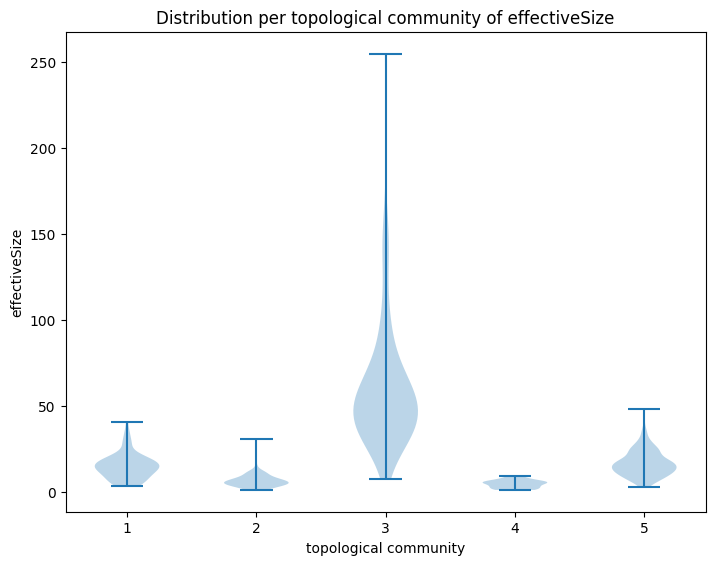 Distribution per topological community of effectiveSize
250
200
150
100
50
0
effectiveSize
1 2 3 4 5
topological community